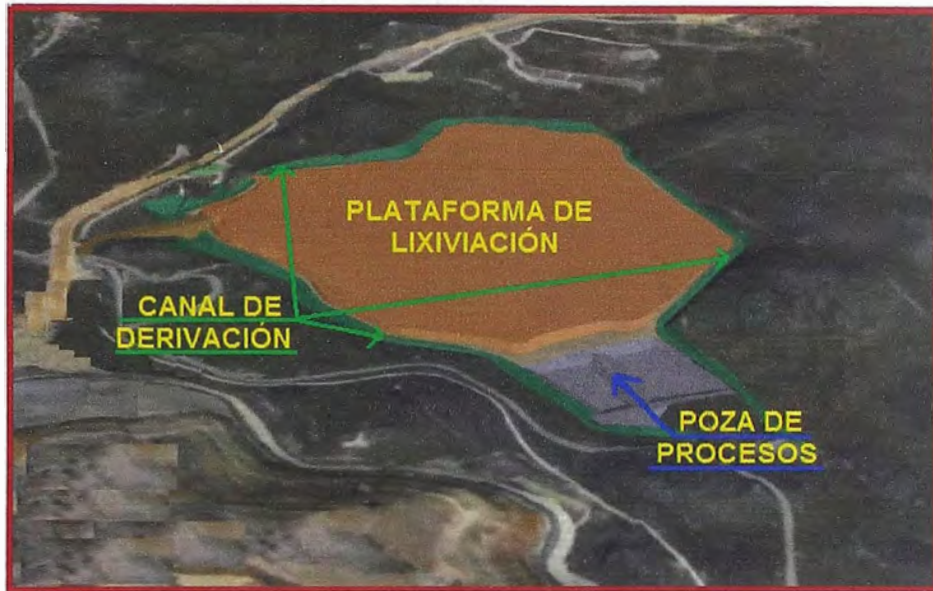 PLATAFORMA DE
LIXIVIACIÓN
CANAL DE
DERIVACIÓN
POZA DE
PROCESOS